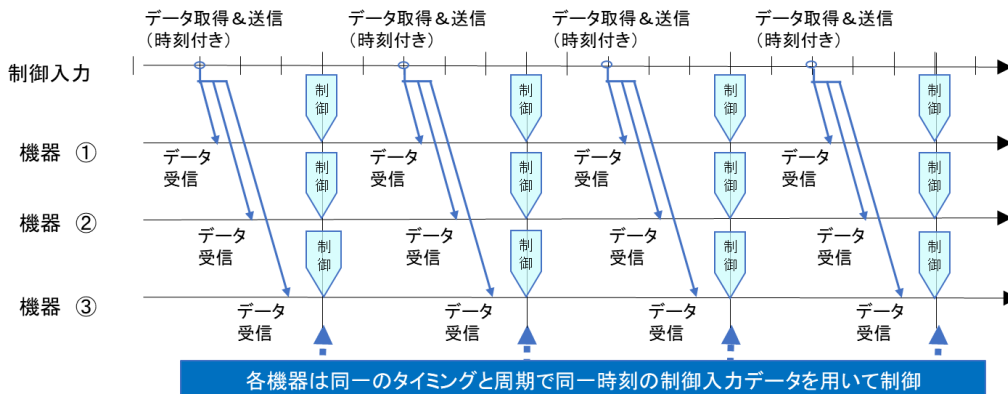 データ取得＆送信
（時刻付き）
データ取得＆送信
（時刻付き）
データ取得＆送信
（時刻付き）
データ取得＆送信
（時刻付き）
制御入力
制御
制御
制御
制御
機器 ①
データ
受信
データ
受信
データ
受信
データ
受信
制御
制御
制御
制御
機器 ②
データ
受信
データ
受信
データ
受信
データ
受信
制御
制御
制御
制御
機器 ③
データ
受信
データ
受信
データ
受信
データ
受信
各機器は同一のタイミングと周期で同一時刻の制御入力データを用いて制御